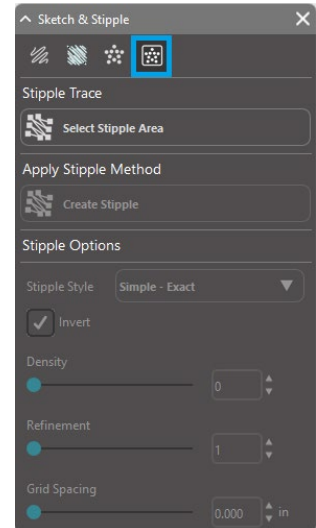 Sketch & Stipple
Stipple Trace
Select Stipple Area
Apply Stipple Method
Create Stipple
Stipple Options
Stipple Style Simple - Exact
Invert
Density
0
Refinement
1
Grid Spacing
0.000 in